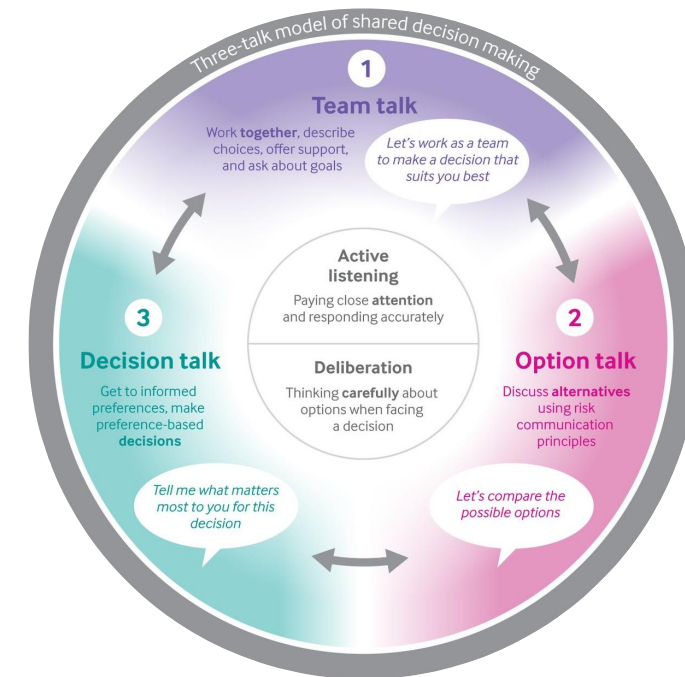 Three-talk model of shared decision making
1
Team talk
Work together, describe
choices, offer support,
and ask about goals
Let's work as a team
to make a decision that
suits you best
Active
listening
Paying close attention
and responding accurately
Deliberation
Thinking carefully about
options when facing
a decision
2
Option talk
Discuss alternatives
using risk
communication
principles
Let's compare the
possible options
3
Decision talk
Get to informed
preferences, make
preference-based
decisions
Tell me what matters
most to you for this
decision